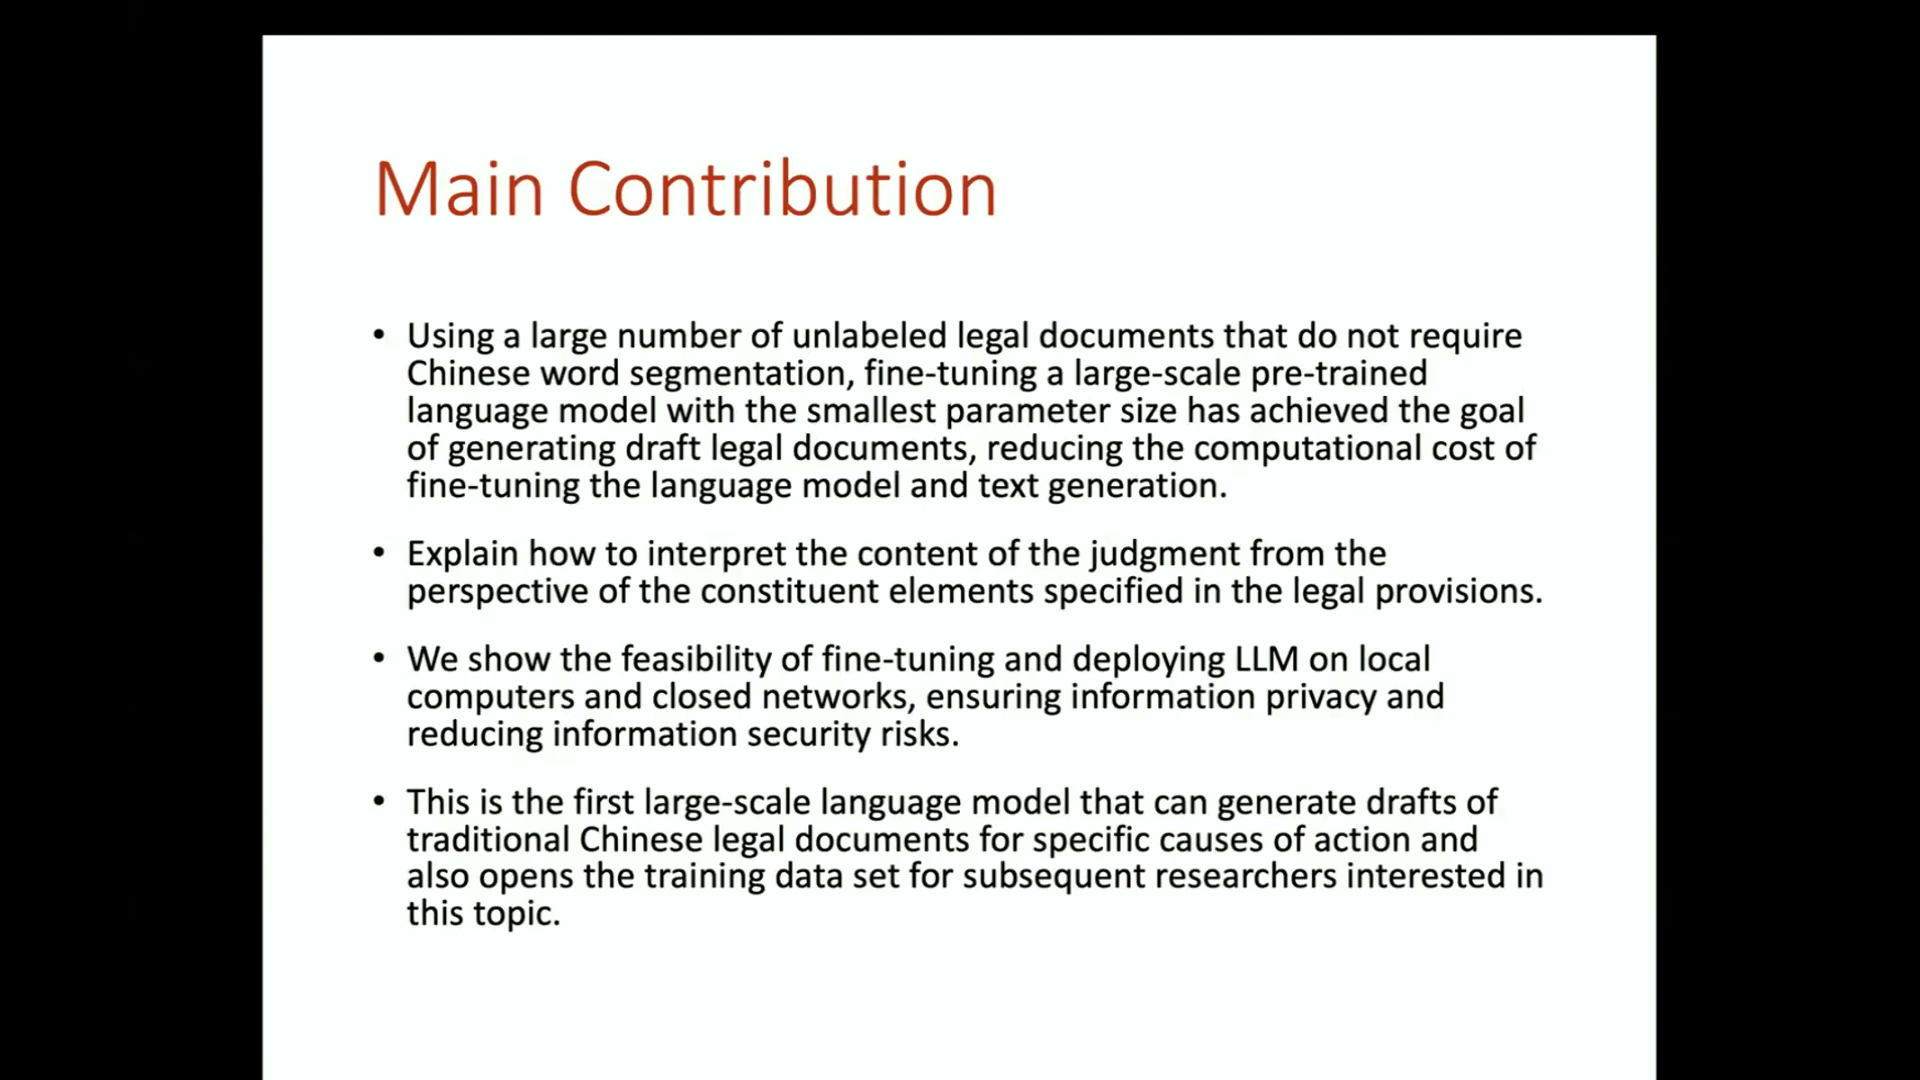 Main Contribution
• Using a large number of unlabeled legal documents that do not require
Chinese word segmentation, fine-tuning a large-scale pre-trained
language model with the smallest parameter size has achieved the goal
of generating draft legal documents, reducing the computational cost of
fine-tuning the language model and text generation.
• Explain how to interpret the content of the judgment from the
perspective of the constituent elements specified in the legal provisions.
• We show the feasibility of fine-tuning and deploying LLM on local
computers and closed networks, ensuring information privacy and
reducing information security risks.
• This is the first large-scale language model that can generate drafts of
traditional Chinese legal documents for specific causes of action and
also opens the training data set for subsequent researchers interested in
this topic.